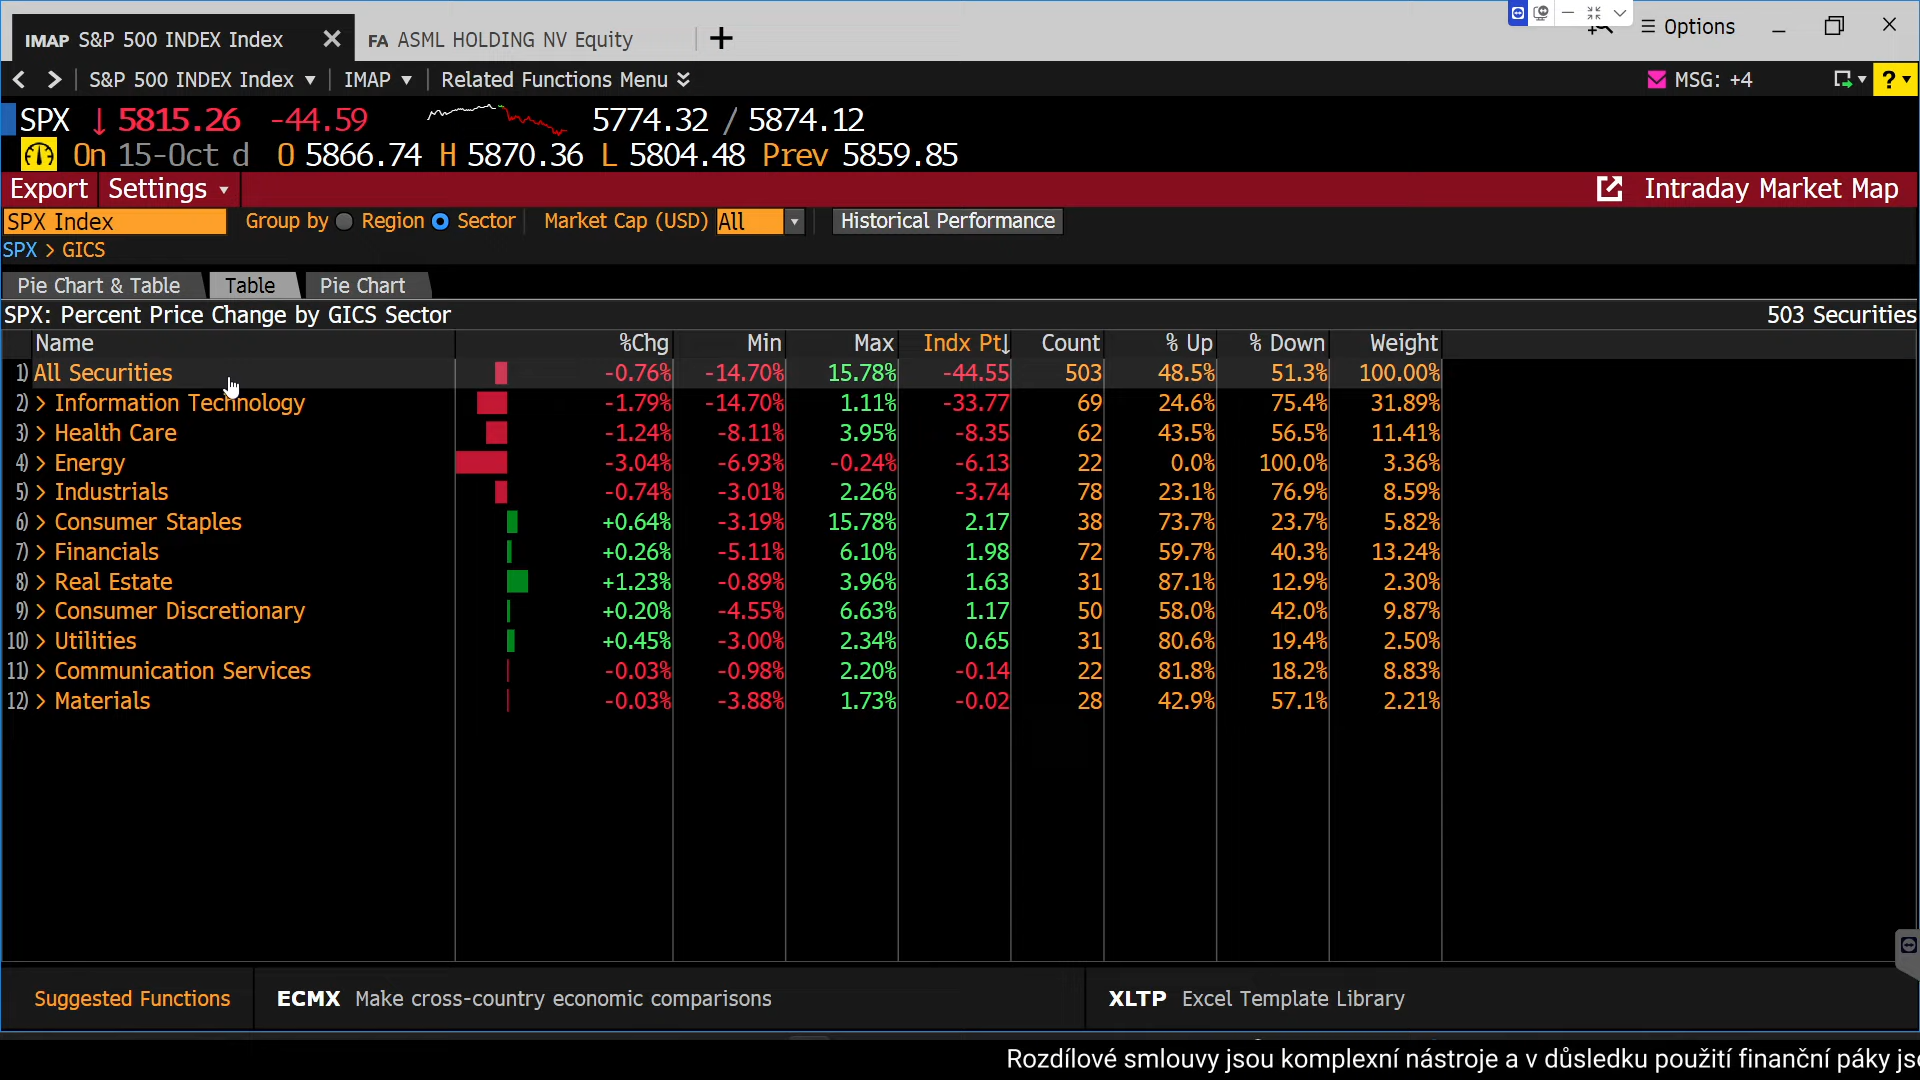 IMAP S&P 500 INDEX Index
FA ASML HOLDING NV Equity
Options
S&P 500 INDEX Index
IMAP
Related Functions Menu
MSG: +4
?
SPX ↓ 5815.26 -44.59 5774.32 / 5874.12
On 15-Oct d O 5866.74 H 5870.36 L 5804.48 Prev 5859.85
Export Settings Intraday Market Map
SPX Index Group by Region Sector Market Cap (USD) All Historical Performance
SPX > GICS
Pie Chart & Table Table Pie Chart
SPX: Percent Price Change by GICS Sector 503 Securities
Name %Chg Min Max Indx Pt↓ Count % Up % Down Weight
1) All Securities -0.76% -14.70% 15.78% -44.55 503 48.5% 51.3% 100.00%
2) > Information Technology -1.79% -14.70% 1.11% -33.77 69 24.6% 75.4% 31.89%
3) > Health Care -1.24% -8.11% 3.95% -8.35 62 43.5% 56.5% 11.41%
4) > Energy -3.04% -6.93% -0.24% -6.13 22 0.0% 100.0% 3.36%
5) > Industrials -0.74% -3.01% 2.26% -3.74 78 23.1% 76.9% 8.59%
6) > Consumer Staples +0.64% -3.19% 15.78% 2.17 38 73.7% 23.7% 5.82%
7) > Financials +0.26% -5.11% 6.10% 1.98 72 59.7% 40.3% 13.24%
8) > Real Estate +1.23% -0.89% 3.96% 1.63 31 87.1% 12.9% 2.30%
9) > Consumer Discretionary +0.20% -4.55% 6.63% 1.17 50 58.0% 42.0% 9.87%
10) > Utilities +0.45% -3.00% 2.34% 0.65 31 80.6% 19.4% 2.50%
11) > Communication Services -0.03% -0.98% 2.20% -0.14 22 81.8% 18.2% 8.83%
12) > Materials -0.03% -3.88% 1.73% -0.02 28 42.9% 57.1% 2.21%
Suggested Functions ECMX Make cross-country economic comparisons XLTP Excel Template Library
Rozdílové smlouvy jsou komplexní nástroje a v důsledku použití finanční páky js